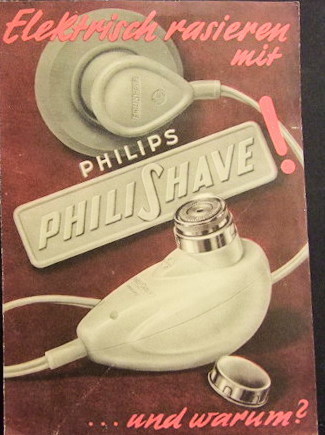 Elektrisch rasieren
mit
PHILIPS
PHILISHAVE!
... und warum?